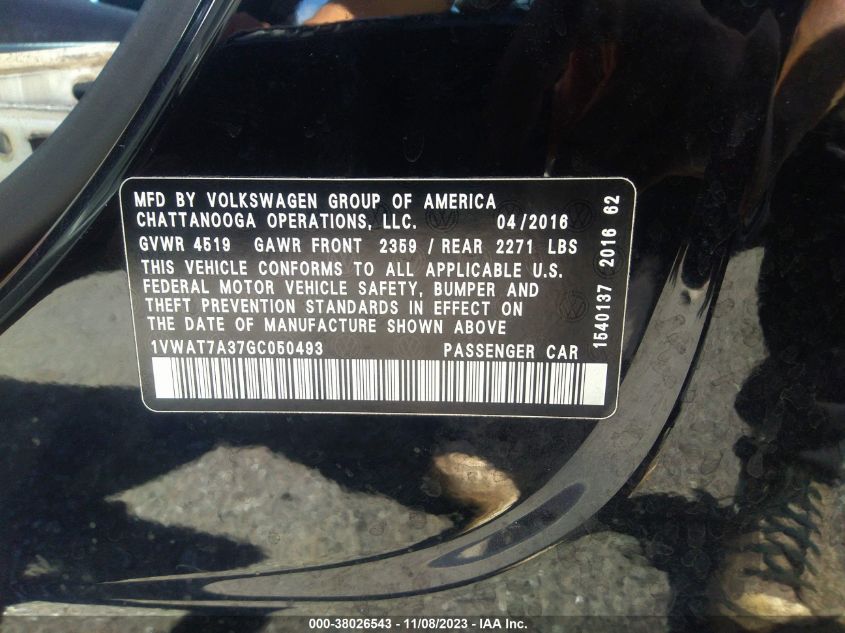 MFD BY VOLKSWAGEN GROUP OF AMERICA
CHATTANOOGA OPERATIONS, LLC. 04/2016
GVWR 4519 GAWR FRONT 2359 / REAR 2271 LBS
THIS VEHICLE CONFORMS TO ALL APPLICABLE U.S.
FEDERAL MOTOR VEHICLE SAFETY, BUMPER AND
THEFT PREVENTION STANDARDS IN EFFECT ON
THE DATE OF MANUFACTURE SHOWN ABOVE
1VWAT7A37GC050493 PASSENGER CAR
1540137 2016 62
000-38026543 - 11/08/2023 - IAA Inc.